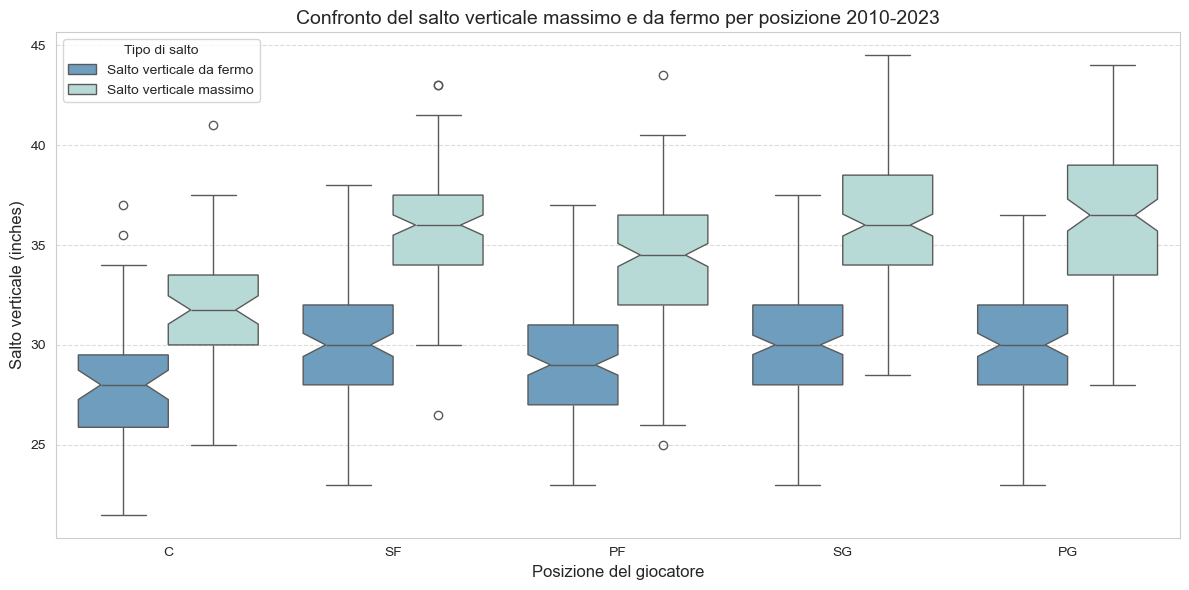 Confronto del salto verticale massimo e da fermo per posizione 2010-2023
Tipo di salto
Salto verticale da fermo
Salto verticale massimo
Salto verticale (inches)
45
40
35
30
25
C SF PF SG PG
Posizione del giocatore